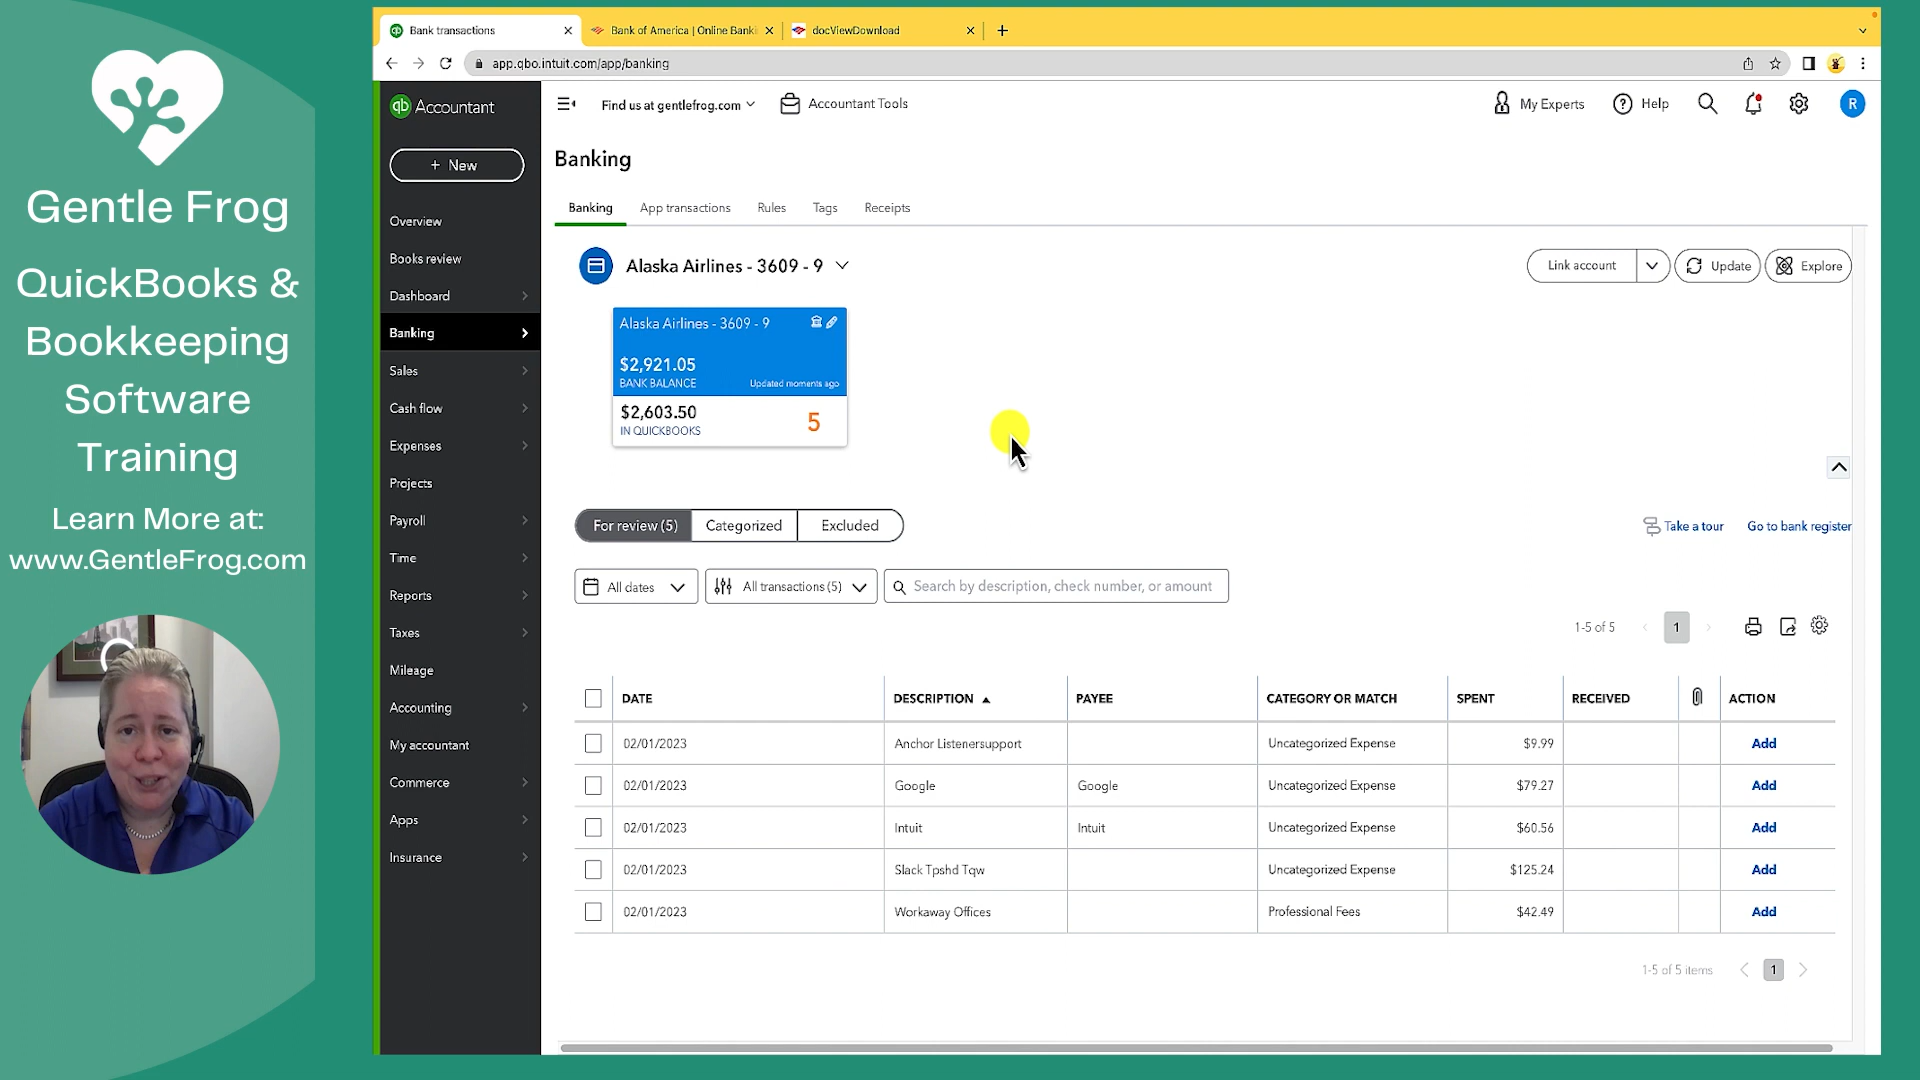 Gentle Frog
QuickBooks &
Bookkeeping
Software
Training
Learn More at:
www.GentleFrog.com
Bank transactions
Bank of America | Online Banki
docViewDownload
app.qbo.intuit.com/app/banking
qb Accountant
Find us at gentlefrog.com
Accountant Tools
My Experts
Help
R
+ New
Overview
Books review
Dashboard
Banking
Sales
Cash flow
Expenses
Projects
Payroll
Time
Reports
Taxes
Mileage
Accounting
My accountant
Commerce
Apps
Insurance
Banking
Banking App transactions Rules Tags Receipts
Alaska Airlines - 3609 - 9
Link account Update Explore
Alaska Airlines - 3609 - 9
$2,921.05
BANK BALANCE Updated moments ago
$2,603.50 5
IN QUICKBOOKS
For review (5) Categorized Excluded
Take a tour Go to bank register
All dates All transactions (5) Search by description, check number, or amount
1-5 of 5 1
DATE DESCRIPTION PAYEE CATEGORY OR MATCH SPENT RECEIVED ACTION
02/01/2023 Anchor Listenersupport Uncategorized Expense $9.99 Add
02/01/2023 Google Google Uncategorized Expense $79.27 Add
02/01/2023 Intuit Intuit Uncategorized Expense $60.56 Add
02/01/2023 Slack Tpshd Tqw Uncategorized Expense $125.24 Add
02/01/2023 Workaway Offices Professional Fees $42.49 Add
1-5 of 5 items 1